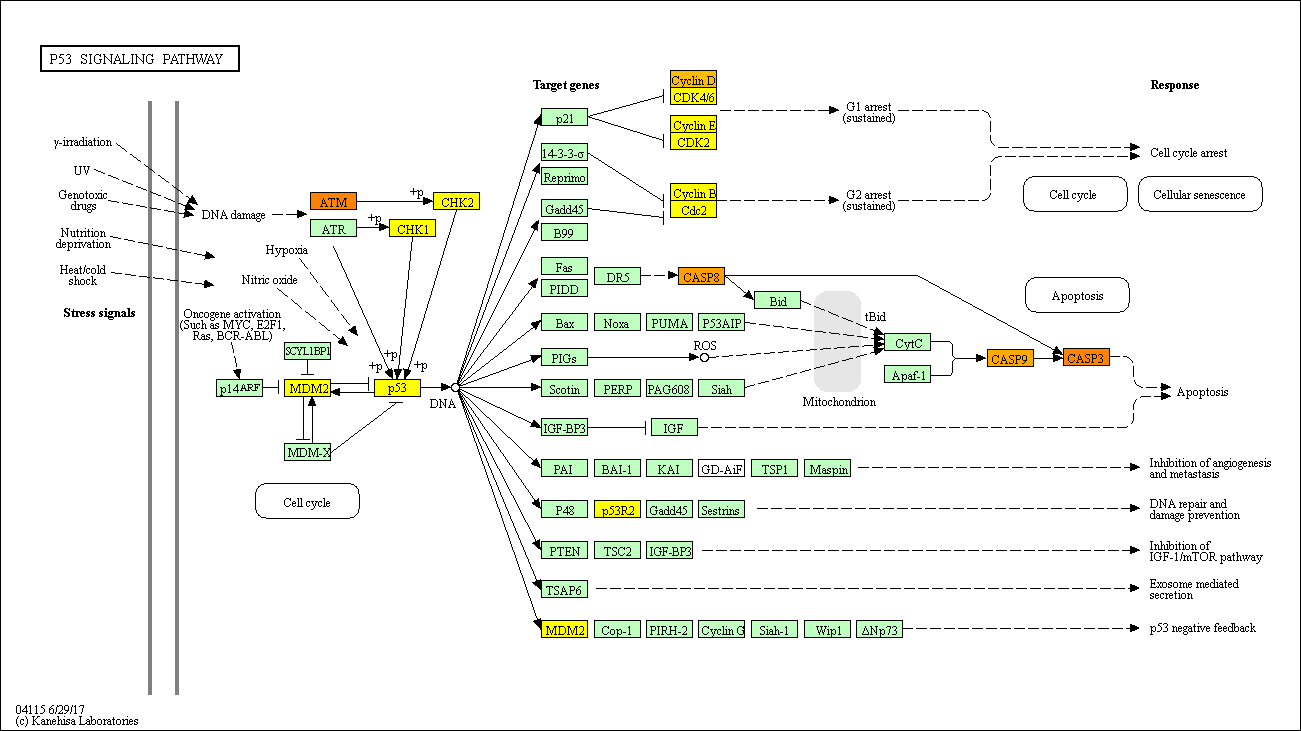 P53 SIGNALING PATHWAY
Target genes
Response
γ-irradiation
UV
Genotoxic
drugs
Nutrition
deprivation
Heat/cold
shock
Stress signals
DNA damage
ATM
+p
CHK2
ATR
+p
CHK1
Hypoxia
Nitric oxide
Oncogene activation
(Such as MYC, E2F1,
Ras, BCR-ABL)
SCYL1BP1
p14ARF
MDM2
+p
+p
+p
p53
DNA
MDM-X
Cell cycle
p21
Cyclin D
CDK4/6
Cyclin E
CDK2
G1 arrest
(sustained)
14-3-3-σ
Reprimo
Gadd45
B99
Cyclin B
Cdc2
G2 arrest
(sustained)
Cell cycle arrest
Cell cycle
Cellular senescence
Fas
PIDD
DR5
CASP8
Bid
tBid
Apoptosis
Bax
Noxa
PUMA
P53AIP
PIGs
ROS
CytC
Apaf-1
CASP9
CASP3
Scotin
PERP
PAG608
Siah
Mitochondrion
Apoptosis
IGF-BP3
IGF
PAI
BAI-1
KAI
GD-AiF
TSP1
Maspin
Inhibition of angiogenesis
and metastasis
P48
p53R2
Gadd45
Sestrins
DNA repair and
damage prevention
PTEN
TSC2
IGF-BP3
Inhibition of
IGF-1/mTOR pathway
TSAP6
Exosome mediated
secretion
MDM2
Cop-1
PIRH-2
Cyclin G
Siah-1
Wip1
ΔNp73
p53 negative feedback
04115 6/29/17
(c) Kanehisa Laboratories